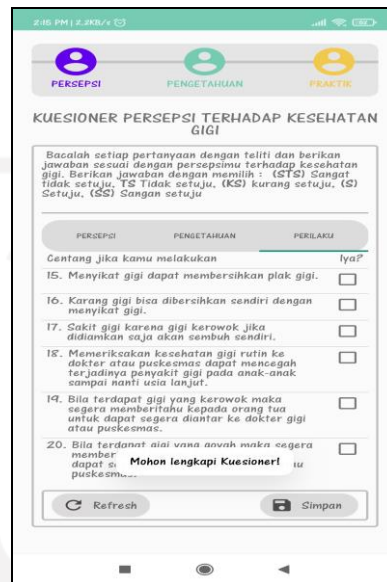 2:15 PM | 2,2KB/s
PERSEPSI PENGETAHUAN PRAKTIK
KUESIONER PERSEPSI TERHADAP KESEHATAN
GIGI
Bacalah setiap pertanyaan dengan teliti dan berikan
jawaban sesuai dengan persepsimu terhadap kesehatan
gigi. Berikan jawaban dengan memilih : (STS) Sangat
tidak setuju, TS Tidak setuju, (KS) kurang setuju, (S)
Setuju, (SS) Sangan setuju
PERSEPSI PENGETAHUAN PERILAKU
Centang jika kamu melakukan Iya?
15. Menyikat gigi dapat membersihkan plak gigi.
16. Karang gigi bisa dibersihkan sendiri dengan
menyikat gigi.
17. Sakit gigi karena gigi kerowok jika
didiamkan saja akan sembuh sendiri.
18. Memeriksakan kesehatan gigi rutin ke
dokter atau puskesmas dapat mencegah
terjadinya penyakit gigi pada anak-anak
sampai nanti usia lanjut.
19. Bila terdapat gigi yang kerowok maka
segera memberitahu kepada orang tua
untuk dapat segera diantar ke dokter gigi
atau puskesmas.
20. Bila terdapat gigi yang goyah maka segera
Mohon lengkapi Kuesioner!
dapat
Refresh Simpan